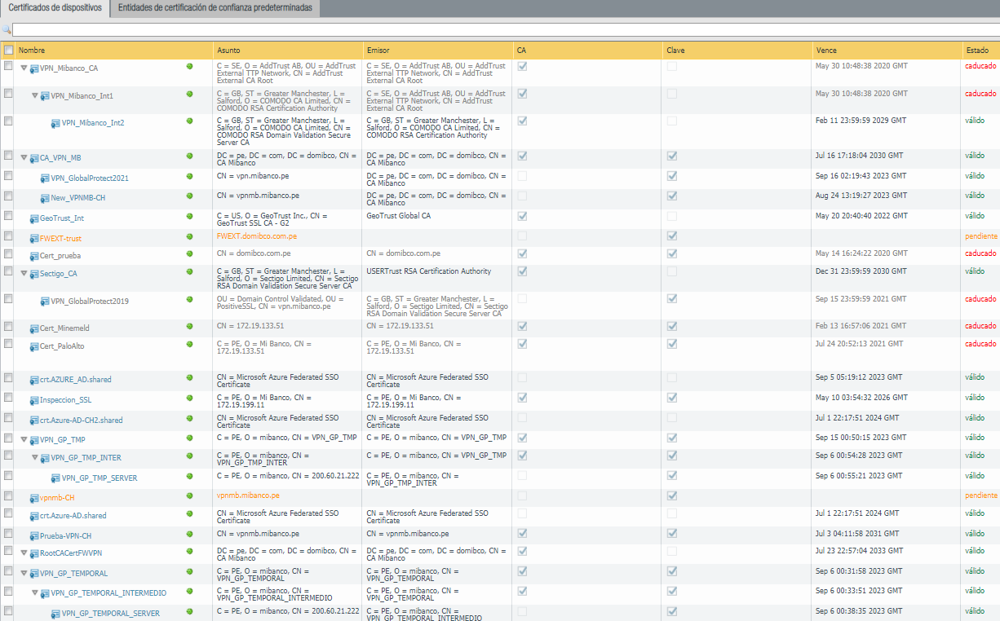 Certificados de dispositivos Entidades de certificación de confianza predeterminadas
Nombre Asunto Emisor CA Clave Vence Estado
VPN_Mibanco_CA C = SE, O = AddTrust AB, OU = AddTrust C = SE, O = AddTrust AB, OU = AddTrust May 30 10:48:38 2020 GMT caducado
External TTP Network, CN = AddTrust External TTP Network, CN = AddTrust
External CA Root External CA Root
VPN_Mibanco_Int1 C = GB, ST = Greater Manchester, L = C = SE, O = AddTrust AB, OU = AddTrust May 30 10:48:38 2020 GMT caducado
Salford, O = COMODO CA Limited, CN = External TTP Network, CN = AddTrust
COMODO RSA Certification Authority External CA Root
VPN_Mibanco_Int2 C = GB, ST = Greater Manchester, L = C = GB, ST = Greater Manchester, L = Feb 11 23:59:59 2029 GMT válido
Salford, O = COMODO CA Limited, CN = Salford, O = COMODO CA Limited, CN =
COMODO RSA Domain Validation Secure COMODO RSA Certification Authority
Server CA
CA_VPN_MB DC = pe, DC = com, DC = domibco, CN = DC = pe, DC = com, DC = domibco, CN = Jul 16 17:18:04 2030 GMT válido
CA Mibanco CA Mibanco
VPN_GlobalProtect2021 CN = vpn.mibanco.pe DC = pe, DC = com, DC = domibco, CN = Sep 16 02:19:43 2023 GMT válido
CA Mibanco
New_VPNMB-CH CN = vpnmb.mibanco.pe DC = pe, DC = com, DC = domibco, CN = Aug 24 13:19:27 2023 GMT válido
CA Mibanco
GeoTrust_Int C = US, O = GeoTrust Inc., CN = GeoTrust Global CA May 20 20:40:40 2022 GMT válido
GeoTrust SSL CA - G2
FWEXT-trust FWEXT.domibco.com.pe pendiente
Cert_prueba CN = domibco.com.pe CN = domibco.com.pe May 14 16:24:22 2020 GMT caducado
Sectigo_CA C = GB, ST = Greater Manchester, L = USERTrust RSA Certification Authority Dec 31 23:59:59 2030 GMT válido
Salford, O = Sectigo Limited, CN = Sectigo
RSA Domain Validation Secure Server CA
VPN_GlobalProtect2019 OU = Domain Control Validated, OU = C = GB, ST = Greater Manchester, L = Sep 15 23:59:59 2021 GMT caducado
PositiveSSL, CN = vpn.mibanco.pe Salford, O = Sectigo Limited, CN = Sectigo
RSA Domain Validation Secure Server CA
Cert_Minemeld CN = 172.19.133.51 CN = 172.19.133.51 Feb 13 16:57:06 2021 GMT caducado
Cert_PaloAlto C = PE, O = Mi Banco, CN = C = PE, O = Mi Banco, CN = Jul 24 20:52:13 2021 GMT caducado
172.19.133.51 172.19.133.51
crt.AZURE_AD.shared CN = Microsoft Azure Federated SSO CN = Microsoft Azure Federated SSO Sep 5 05:19:12 2023 GMT válido
Certificate Certificate
Inspeccion_SSL C = PE, O = Mi Banco, CN = C = PE, O = Mi Banco, CN = May 10 03:54:32 2026 GMT válido
172.19.199.11 172.19.199.11
crt.Azure-AD-CH2.shared CN = Microsoft Azure Federated SSO CN = Microsoft Azure Federated SSO Jul 1 22:17:51 2024 GMT válido
Certificate Certificate
VPN_GP_TMP C = PE, O = mibanco, CN = VPN_GP_TMP C = PE, O = mibanco, CN = VPN_GP_TMP Sep 15 00:50:15 2023 GMT válido
VPN_GP_TMP_INTER C = PE, O = mibanco, CN = C = PE, O = mibanco, CN = VPN_GP_TMP Sep 6 00:54:28 2023 GMT válido
VPN_GP_TMP_INTER
VPN_GP_TMP_SERVER C = PE, O = mibanco, CN = 200.60.21.222 C = PE, O = mibanco, CN = Sep 6 00:55:21 2023 GMT válido
VPN_GP_TMP_INTER
vpnmb-CH vpnmb.mibanco.pe pendiente
crt.Azure-AD.shared CN = Microsoft Azure Federated SSO CN = Microsoft Azure Federated SSO Jul 1 22:17:51 2024 GMT válido
Certificate Certificate
Prueba-VPN-CH CN = vpnmb.mibanco.pe CN = vpnmb.mibanco.pe Jul 3 04:11:58 2031 GMT válido
RootCACertFWVPN DC = pe, DC = com, DC = domibco, CN = DC = pe, DC = com, DC = domibco, CN = Jul 23 22:57:04 2033 GMT válido
CA Mibanco CA Mibanco
VPN_GP_TEMPORAL C = PE, O = mibanco, CN = C = PE, O = mibanco, CN = Sep 6 00:31:58 2023 GMT válido
VPN_GP_TEMPORAL VPN_GP_TEMPORAL
VPN_GP_TEMPORAL_INTERMEDIO C = PE, O = mibanco, CN = C = PE, O = mibanco, CN = Sep 6 00:33:51 2023 GMT válido
VPN_GP_TEMPORAL_INTERMEDIO VPN_GP_TEMPORAL
VPN_GP_TEMPORAL_SERVER C = PE, O = mibanco, CN = 200.60.21.222 C = PE, O = mibanco, CN = Sep 6 00:38:35 2023 GMT válido
VPN_GP_TEMPORAL_INTERMEDIO